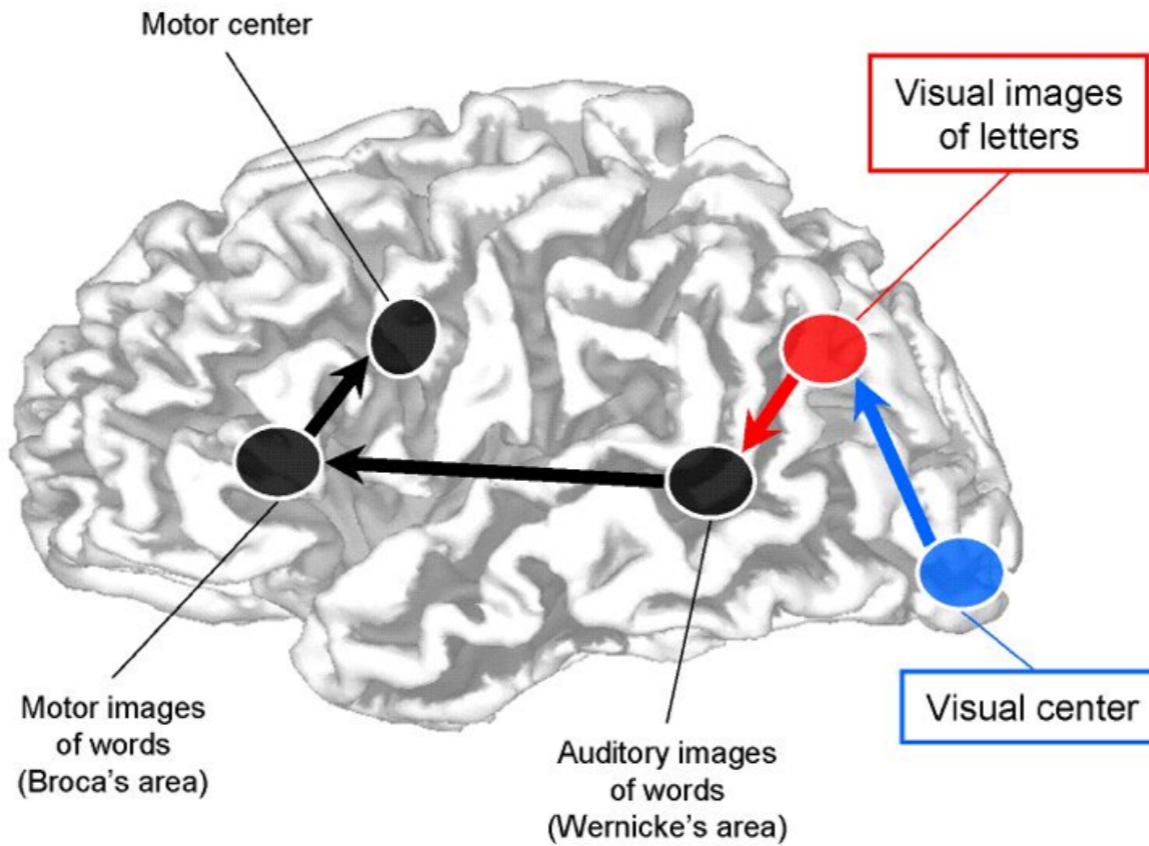 Motor center
Visual images
of letters
Motor images
of words
(Broca's area)
Auditory images
of words
(Wernicke's area)
Visual center